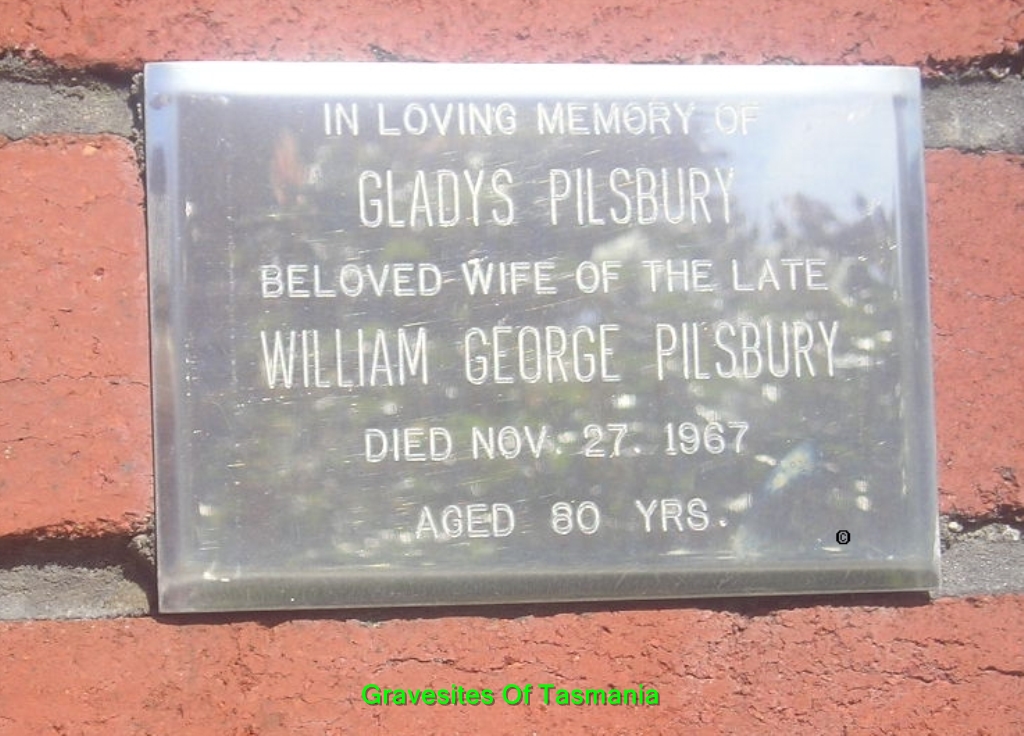 IN LOVING MEMORY OF
GLADYS PILSBURY
BELOVED WIFE OF THE LATE
WILLIAM GEORGE PILSBURY
DIED NOV. 27. 1967
AGED 80 YRS.
©
Gravesites Of Tasmania